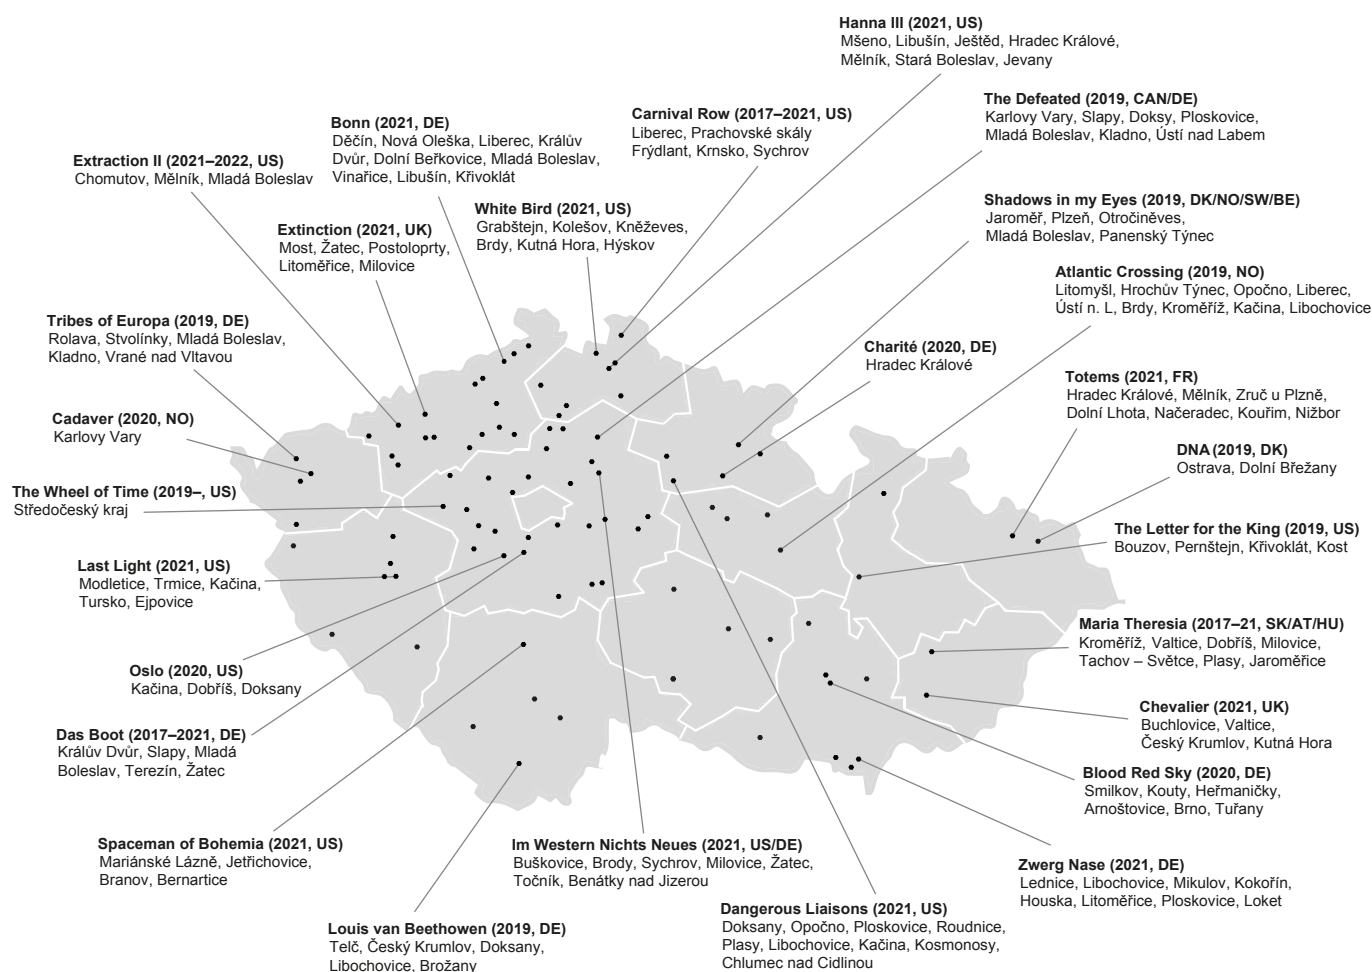 Hanna III (2021, US)
Mšeno, Libušín, Ještěd, Hradec Králové,
Mělník, Stará Boleslav, Jevany
The Defeated (2019, CAN/DE)
Karlovy Vary, Slapy, Doksy, Ploskovice,
Mladá Boleslav, Kladno, Ústí nad Labem
Carnival Row (2017–2021, US)
Liberec, Prachovské skály
Frýdlant, Krnsko, Sychrov
Bonn (2021, DE)
Děčín, Nová Oleška, Liberec, Králův
Dvůr, Dolní Beřkovice, Mladá Boleslav,
Vinařice, Libušín, Křivoklát
Extraction II (2021–2022, US)
Chomutov, Mělník, Mladá Boleslav
White Bird (2021, US)
Grabštejn, Kolešov, Kněževes,
Brdy, Kutná Hora, Hýskov
Shadows in my Eyes (2019, DK/NO/SW/BE)
Jaroměř, Plzeň, Otročiněves,
Mladá Boleslav, Panenský Týnec
Extinction (2021, UK)
Most, Žatec, Postoloprty,
Litoměřice, Milovice
Atlantic Crossing (2019, NO)
Litomyšl, Hrochův Týnec, Opočno, Liberec,
Ústí n. L, Brdy, Kroměříž, Kačina, Libochovice
Tribes of Europa (2019, DE)
Rolava, Stvolínky, Mladá Boleslav,
Kladno, Vrané nad Vltavou
Charité (2020, DE)
Hradec Králové
Totems (2021, FR)
Hradec Králové, Mělník, Zruč u Plzně,
Dolní Lhota, Načeradec, Kouřim, Nižbor
Cadaver (2020, NO)
Karlovy Vary
DNA (2019, DK)
Ostrava, Dolní Břežany
The Wheel of Time (2019–, US)
Středočeský kraj
The Letter for the King (2019, US)
Bouzov, Pernštejn, Křivoklát, Kost
Last Light (2021, US)
Modletice, Trmice, Kačina,
Tursko, Ejpovice
Maria Theresia (2017–21, SK/AT/HU)
Kroměříž, Valtice, Dobříš, Milovice,
Tachov – Světce, Plasy, Jaroměřice
Oslo (2020, US)
Kačina, Dobříš, Doksany
Chevalier (2021, UK)
Buchlovice, Valtice,
Český Krumlov, Kutná Hora
Das Boot (2017–2021, DE)
Králův Dvůr, Slapy, Mladá
Boleslav, Terezín, Žatec
Blood Red Sky (2020, DE)
Smilkov, Kouty, Heřmaničky,
Arnoštovice, Brno, Tuřany
Spaceman of Bohemia (2021, US)
Mariánské Lázně, Jetřichovice,
Branov, Bernartice
Im Western Nichts Neues (2021, US/DE)
Buškovice, Brody, Sychrov, Milovice, Žatec,
Točník, Benátky nad Jizerou
Zwerg Nase (2021, DE)
Lednice, Libochovice, Mikulov, Kokořín,
Houska, Litoměřice, Ploskovice, Loket
Louis van Beethowen (2019, DE)
Telč, Český Krumlov, Doksany,
Libochovice, Brožany
Dangerous Liaisons (2021, US)
Doksany, Opočno, Ploskovice, Roudnice,
Plasy, Libochovice, Kačina, Kosmonosy,
Chlumec nad Cidlinou